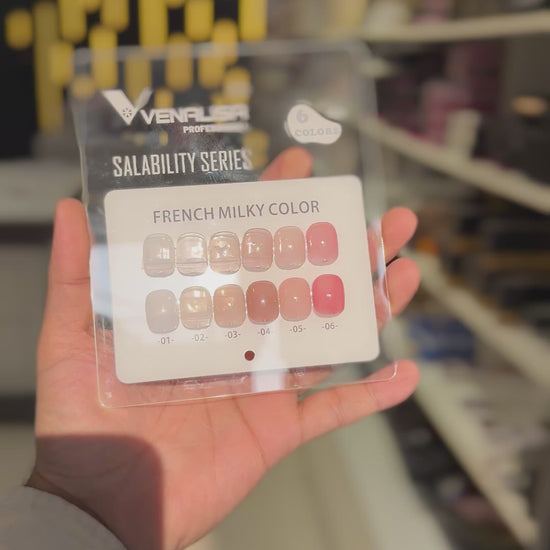 VENALISA
PROFESSIONAL
6
COLORS
SALABILITY SERIES
FRENCH MILKY COLOR
-01- -02- -03- -04 -05- -06-